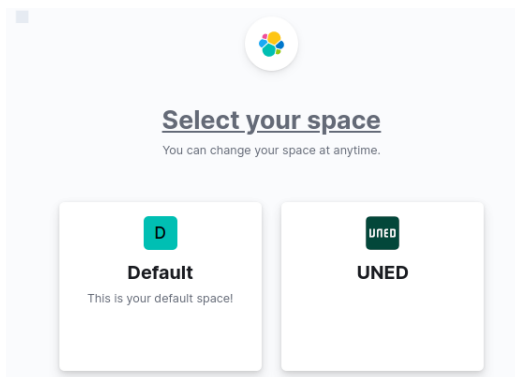 Select your space
You can change your space at anytime.
D
UNED
Default
UNED
This is your default space!